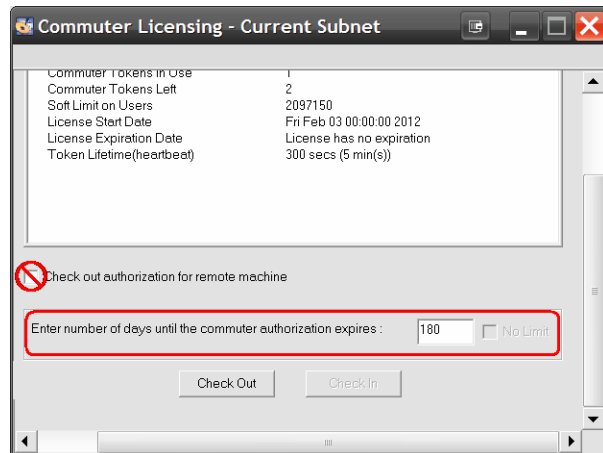 Commuter Licensing - Current Subnet
Commuter Tokens In Use 1
Commuter Tokens Left 2
Soft Limit on Users 2097150
License Start Date Fri Feb 03 00:00:00 2012
License Expiration Date License has no expiration
Token Lifetime(heartbeat) 300 secs (5 min(s))
Check out authorization for remote machine
Enter number of days until the commuter authorization expires : 180 No Limit
Check Out Check In